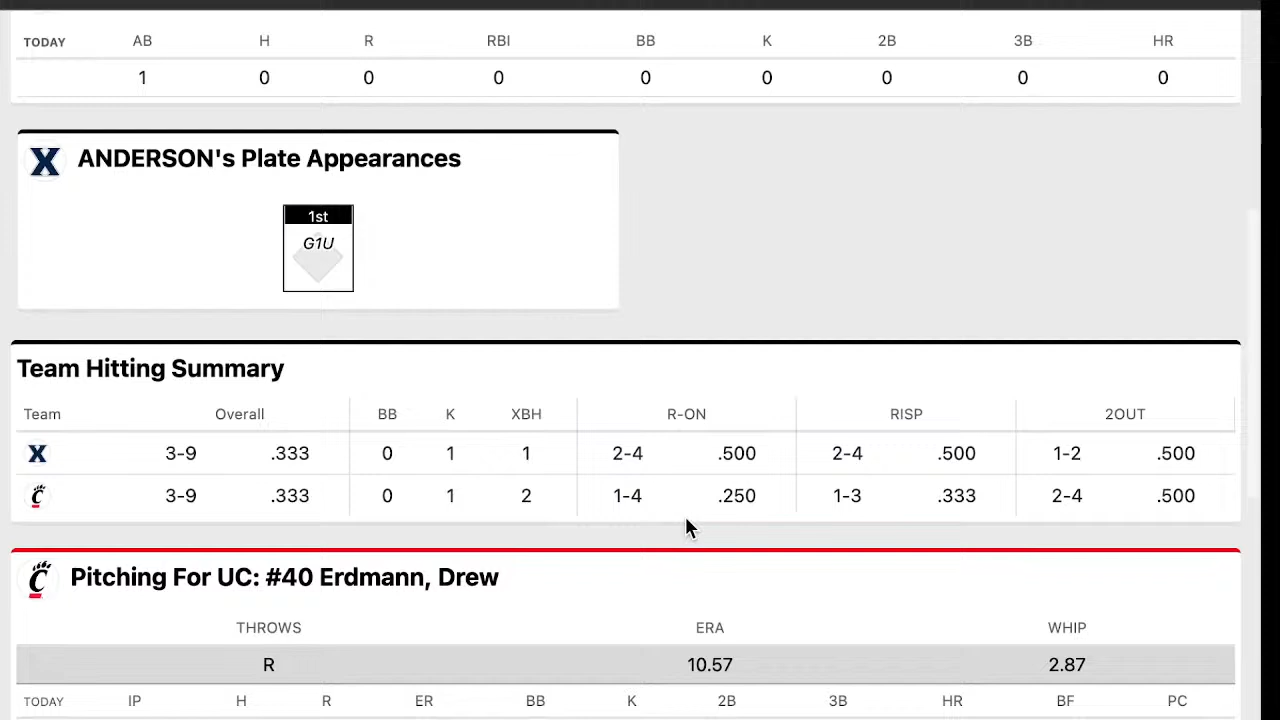 TODAY AB H R RBI BB K 2B 3B HR
1 0 0 0 0 0 0 0 0
X ANDERSON's Plate Appearances
1st
G1U
Team Hitting Summary
Team Overall BB K XBH R-ON RISP 2OUT
X 3-9 .333 0 1 1 2-4 .500 2-4 .500 1-2 .500
C 3-9 .333 0 1 2 1-4 .250 1-3 .333 2-4 .500
C Pitching For UC: #40 Erdmann, Drew
THROWS ERA WHIP
R 10.57 2.87
TODAY IP H R ER BB K 2B 3B HR BF PC